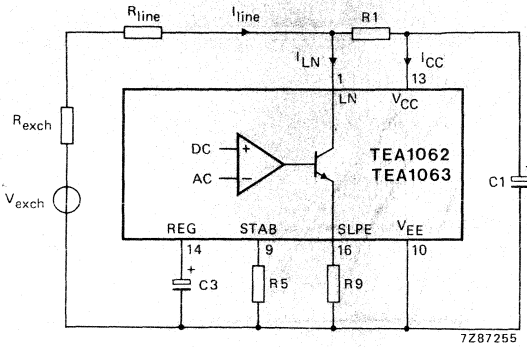 Rline
Iline
R1
ILN
ICC
1
13
LN
VCC
Rexch
DC
+
AC
−
TEA1062
TEA1063
Vexch
C1
+
REG
STAB
SLPE
VEE
14
9
16
10
+
C3
R5
R9
7Z87255